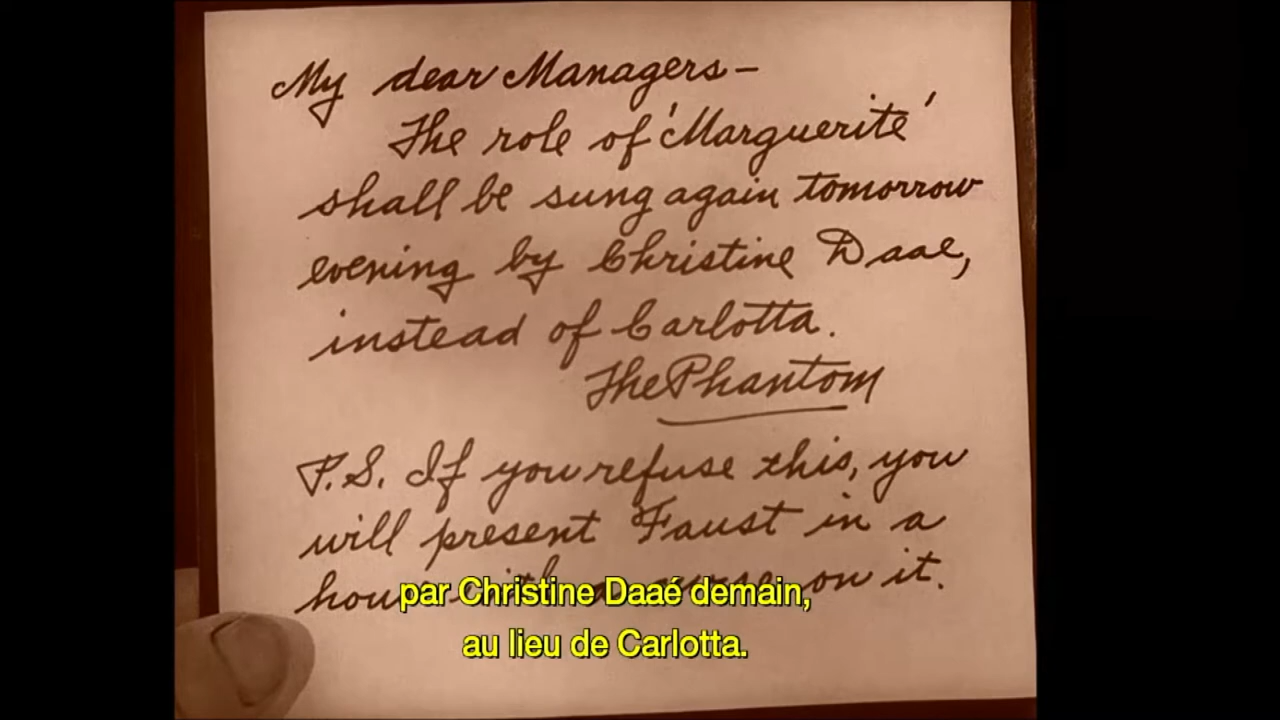 My dear Managers–
The role of 'Marguerite'
shall be sung again tomorrow
evening by Christine Daae,
instead of Carlotta.
The Phantom
P.S. If you refuse this, you
will present Faust in a
on it.
par Christine Daaé demain,
au lieu de Carlotta.